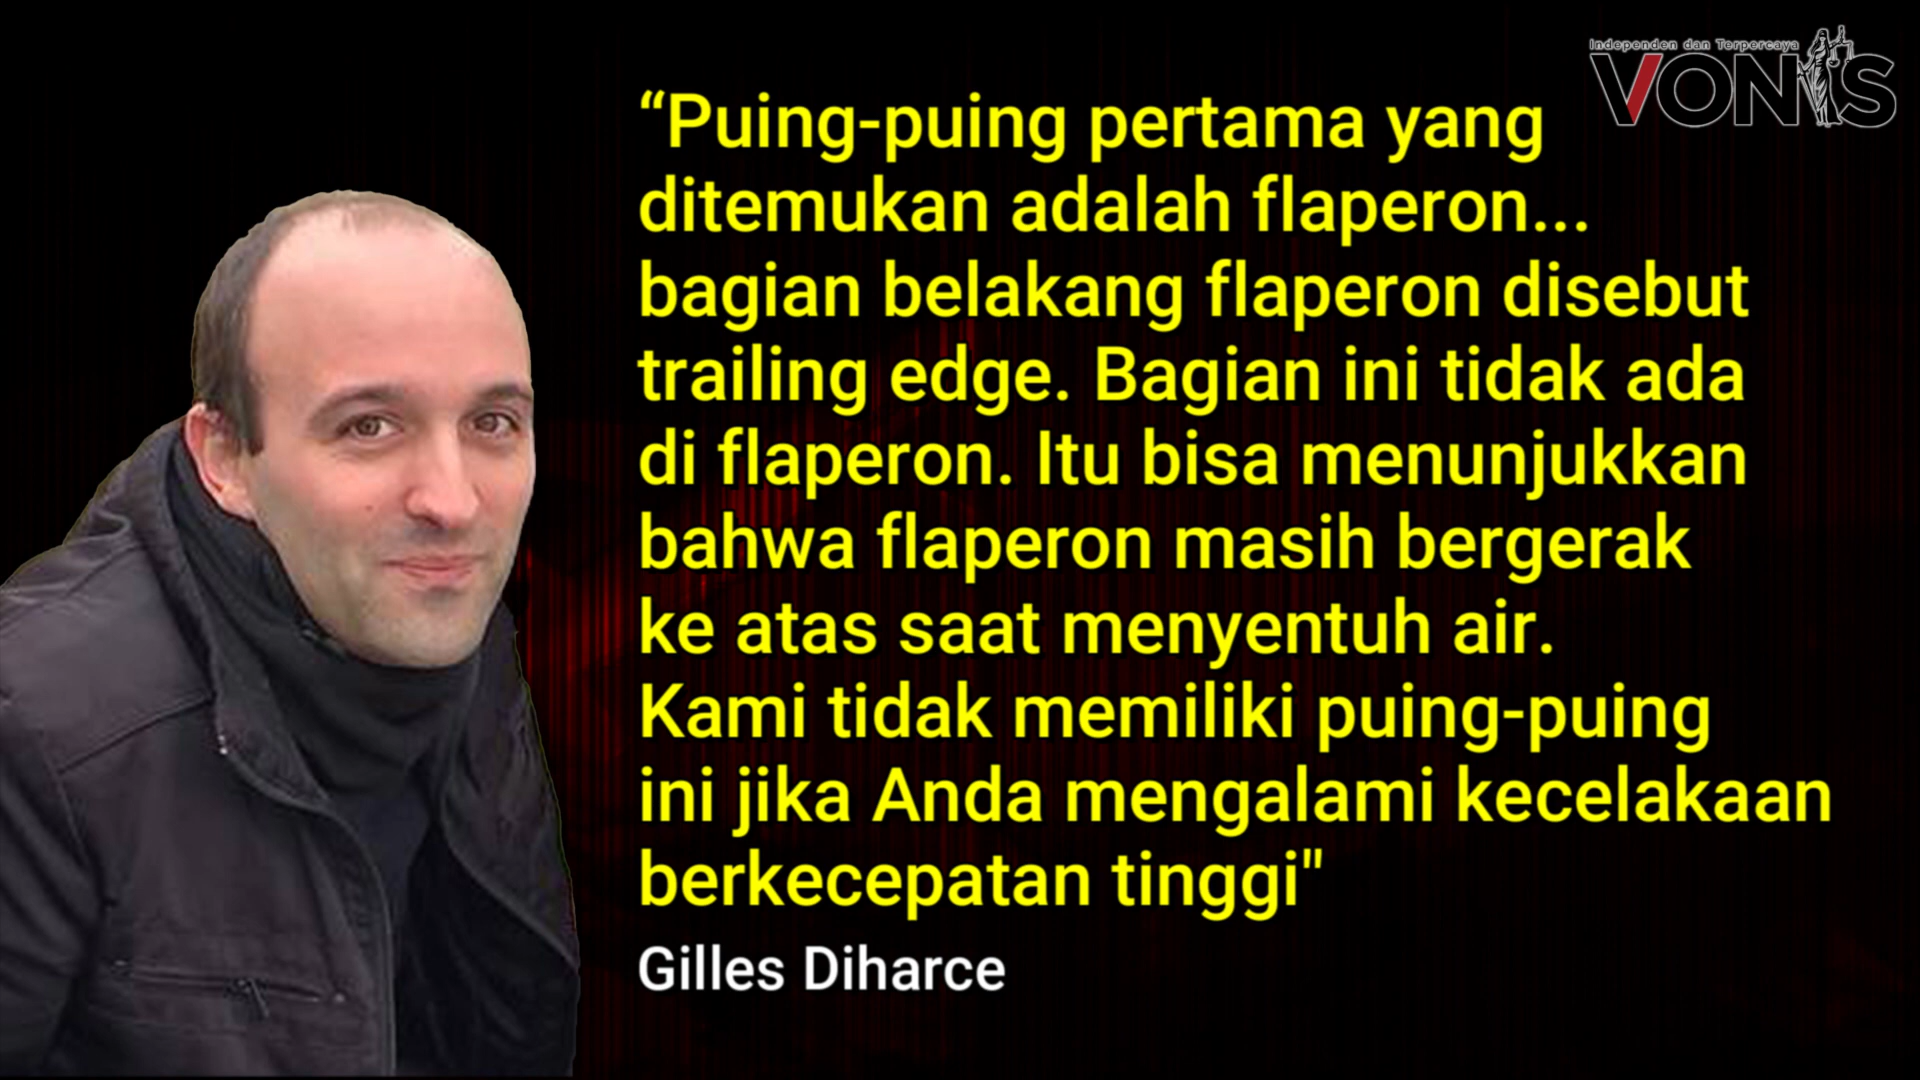 Independen dan Terpercaya
VONIS
“Puing-puing pertama yang
ditemukan adalah flaperon...
bagian belakang flaperon disebut
trailing edge. Bagian ini tidak ada
di flaperon. Itu bisa menunjukkan
bahwa flaperon masih bergerak
ke atas saat menyentuh air.
Kami tidak memiliki puing-puing
ini jika Anda mengalami kecelakaan
berkecepatan tinggi"
Gilles Diharce